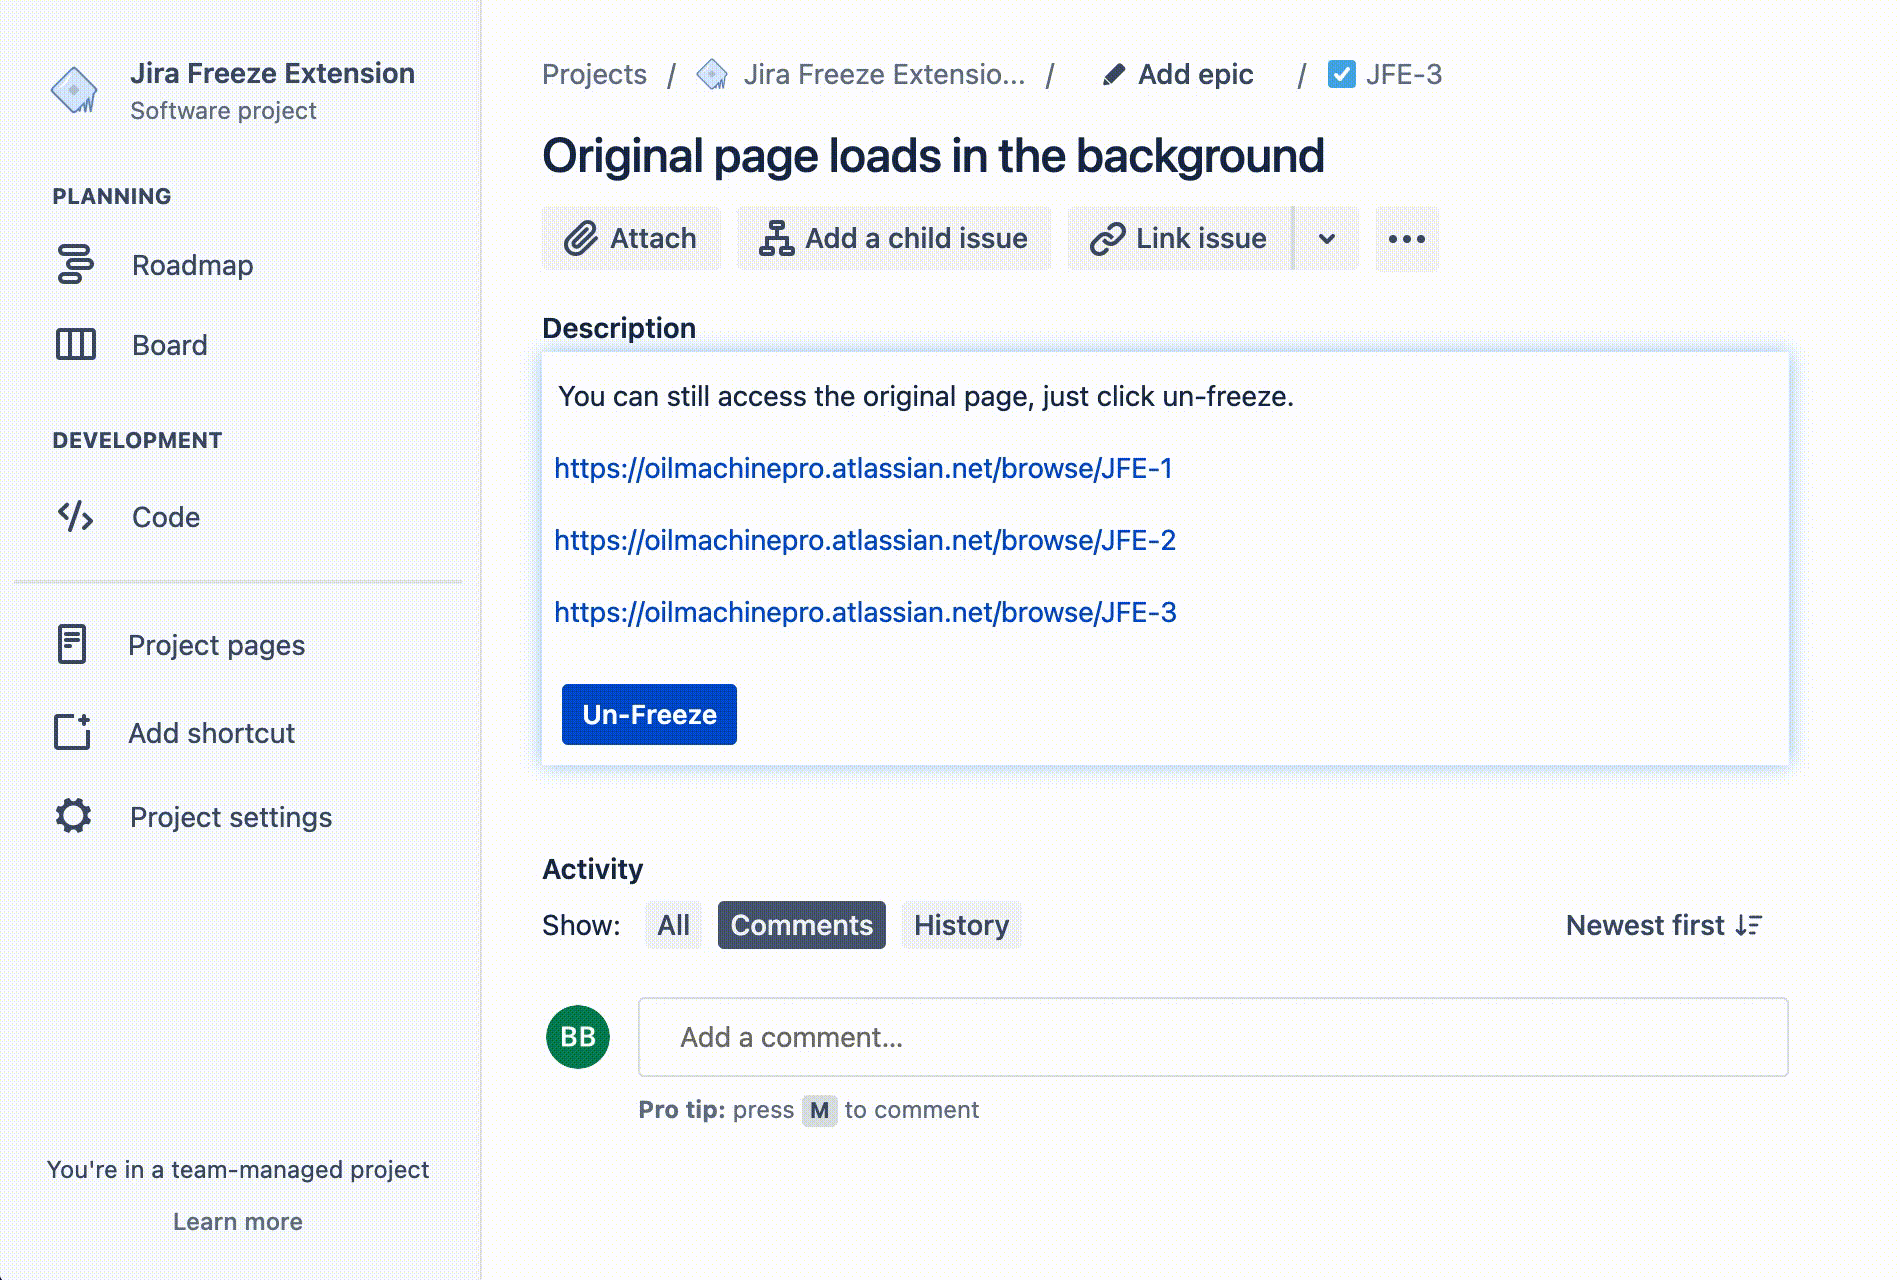 Jira Freeze Extension
Software project
PLANNING
Roadmap
Board
DEVELOPMENT
Code
Project pages
Add shortcut
Project settings
You're in a team-managed project
Learn more
Projects / Jira Freeze Extensio... / Add epic / JFE-3
Original page loads in the background
Attach Add a child issue Link issue
Description
You can still access the original page, just click un-freeze.
https://oilmachinepro.atlassian.net/browse/JFE-1
https://oilmachinepro.atlassian.net/browse/JFE-2
https://oilmachinepro.atlassian.net/browse/JFE-3
Un-Freeze
Activity
Show: All Comments History Newest first
BB Add a comment...
Pro tip: press M to comment